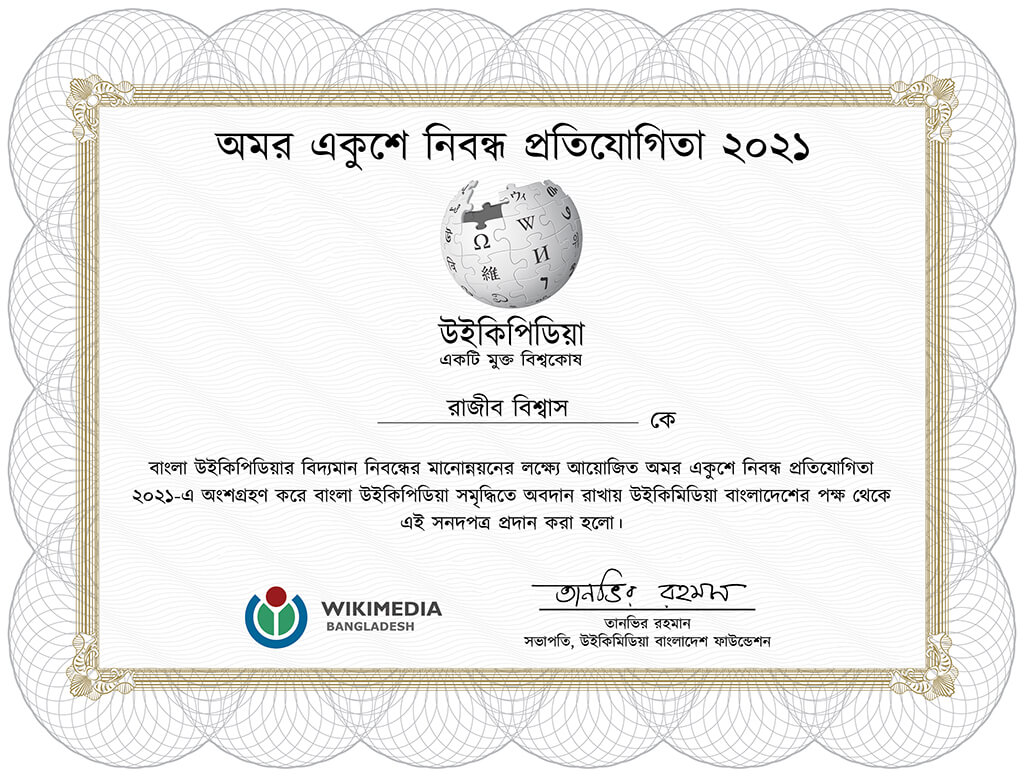 অমর একুশে নিবন্ধ প্রতিযোগিতা ২০২১
Ω W И 維
উইকিপিডিয়া
একটি মুক্ত বিশ্বকোষ
রাজীব বিশ্বাস কে
বাংলা উইকিপিডিয়ার বিদ্যমান নিবন্ধের মানোন্নয়নের লক্ষ্যে আয়োজিত অমর একুশে নিবন্ধ প্রতিযোগিতা
২০২১-এ অংশগ্রহণ করে বাংলা উইকিপিডিয়া সমৃদ্ধিতে অবদান রাখায় উইকিমিডিয়া বাংলাদেশের পক্ষ থেকে
এই সনদপত্র প্রদান করা হলো।
WIKIMEDIA
BANGLADESH
তানভির রহমান
তানভির রহমান
সভাপতি, উইকিমিডিয়া বাংলাদেশ ফাউন্ডেশন